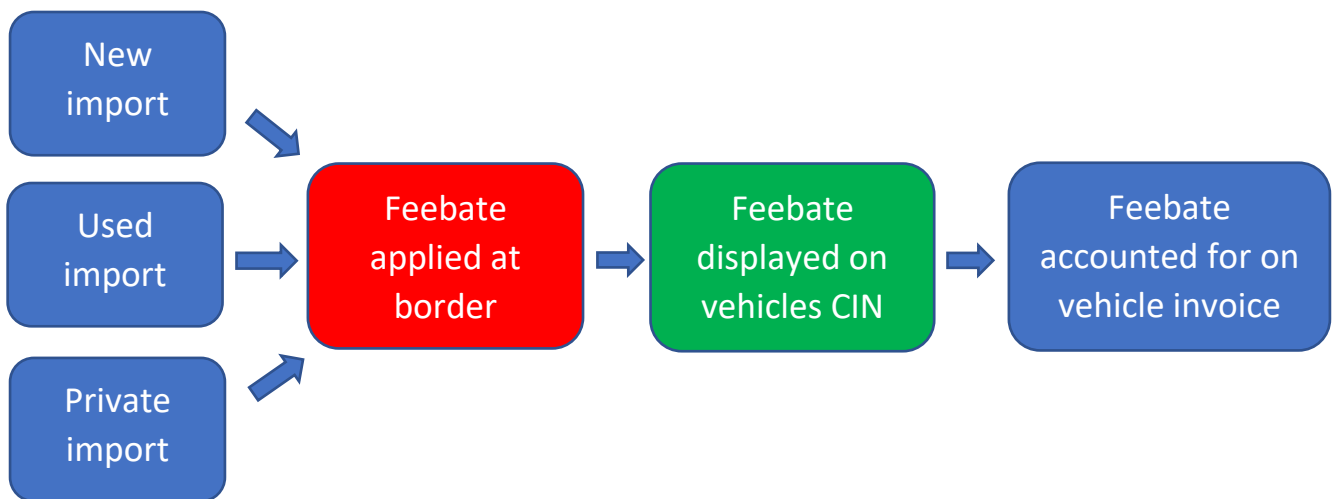 New
import
Used
import
Private
import
Feebate
applied at
border
Feebate
displayed on
vehicles CIN
Feebate
accounted for on
vehicle invoice